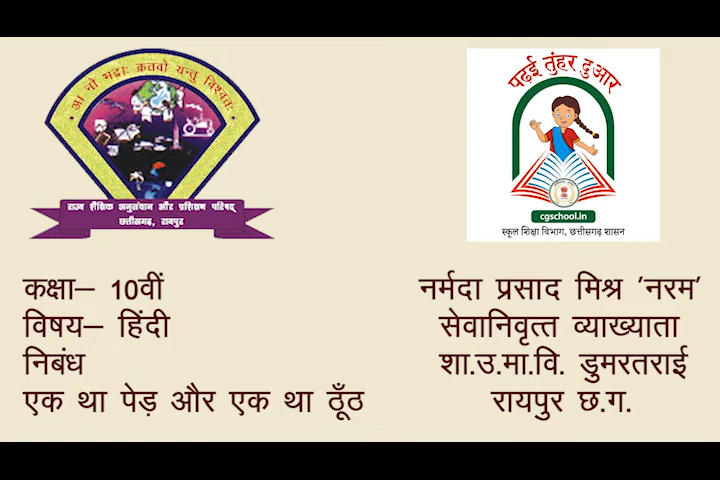 आ नो भद्राः क्रतवो यन्तु विश्वतः
राज्य शैक्षिक अनुसंधान और प्रशिक्षण परिषद्
छत्तीसगढ़, रायपुर
पढ़ई तुंहर दुआर
cgschool.in
स्कूल शिक्षा विभाग, छत्तीसगढ़ शासन
कक्षा– 10वीं
विषय– हिंदी
निबंध
एक था पेड़ और एक था ठूँठ
नर्मदा प्रसाद मिश्र 'नरम'
सेवानिवृत्त व्याख्याता
शा.उ.मा.वि. डुमरतराई
रायपुर छ.ग.